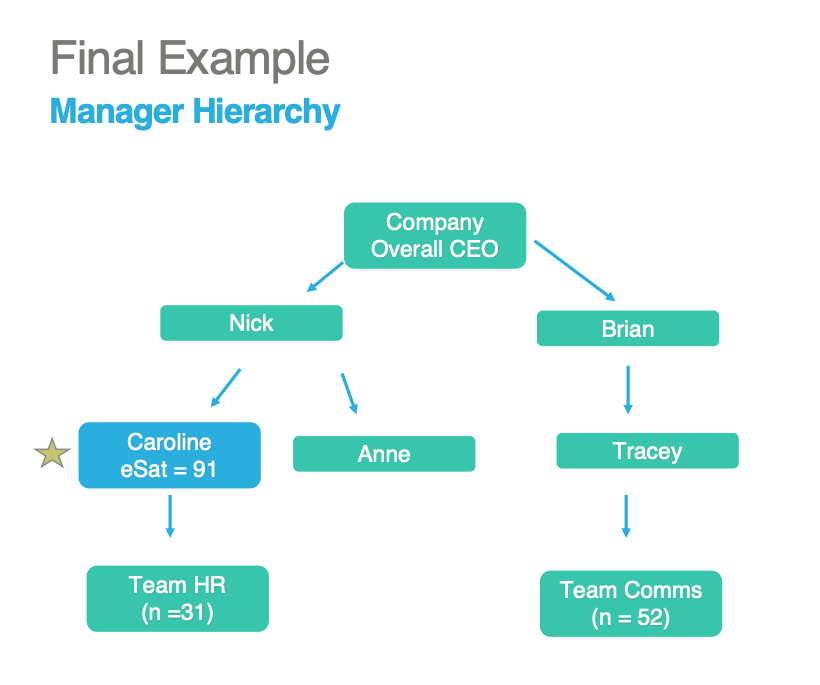 Final Example
Manager Hierarchy
Company
Overall CEO
Nick
Brian
Caroline
eSat = 91
Anne
Tracey
Team HR
(n =31)
Team Comms
(n = 52)